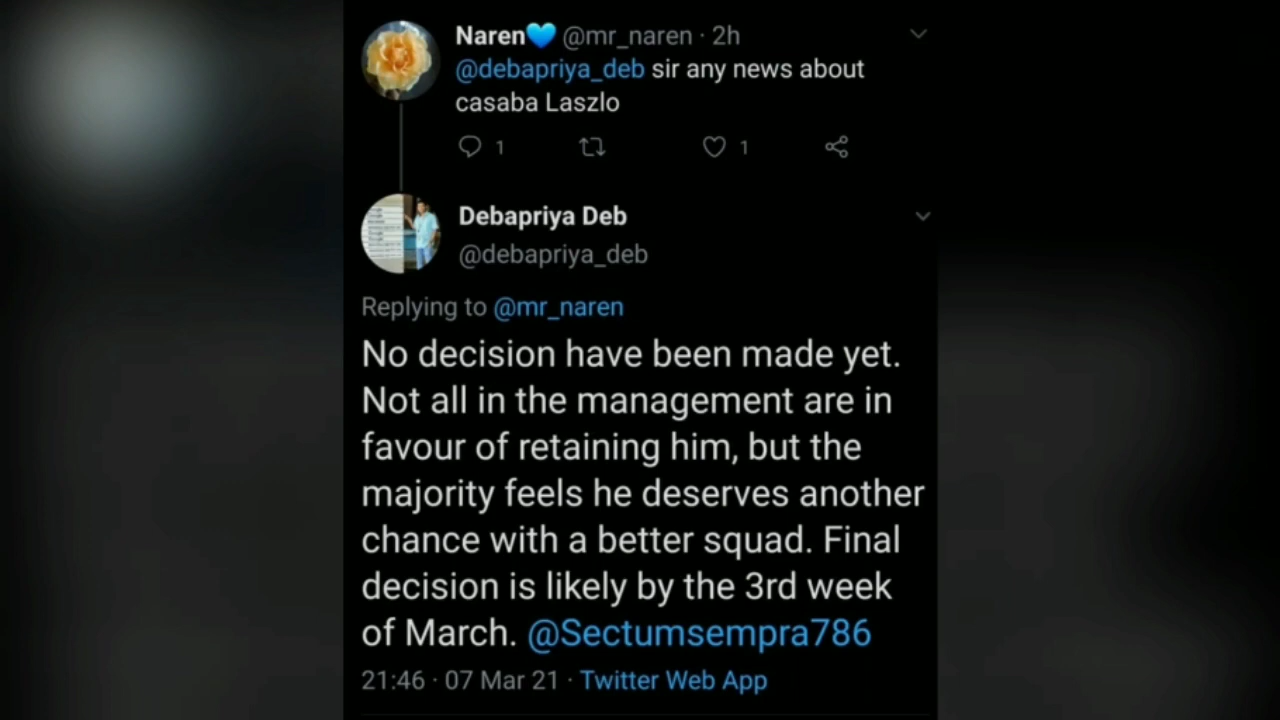 Naren💙 @mr_naren · 2h
@debapriya_deb sir any news about
casaba Laszlo
1 1
Debapriya Deb
@debapriya_deb
Replying to @mr_naren
No decision have been made yet.
Not all in the management are in
favour of retaining him, but the
majority feels he deserves another
chance with a better squad. Final
decision is likely by the 3rd week
of March. @Sectumsempra786
21:46 · 07 Mar 21 · Twitter Web App